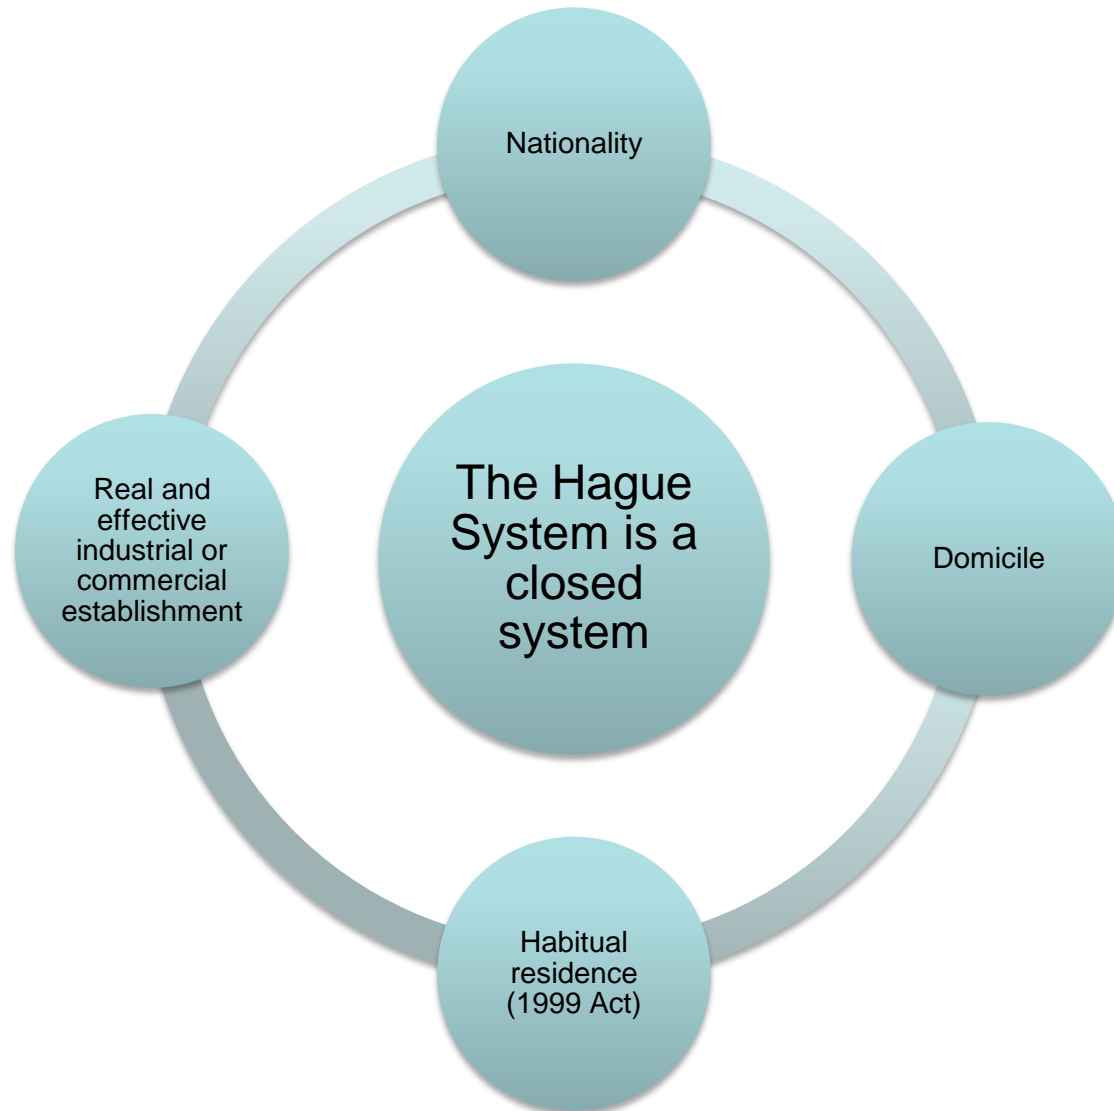 Nationality
The Hague
System is a
closed
system
Real and
effective
industrial or
commercial
establishment
Domicile
Habitual
residence
(1999 Act)